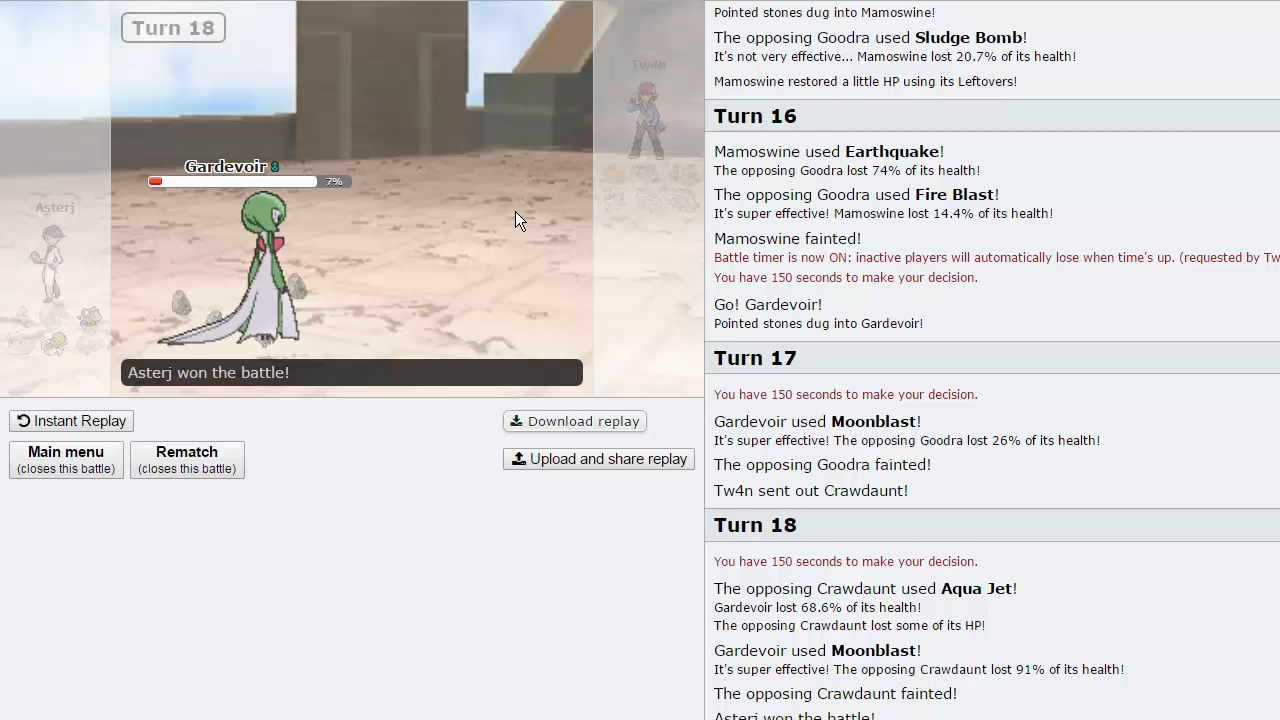 Turn 18
Tw4n
Gardevoir
7%
Asterj
Asterj won the battle!
Instant Replay
Download replay
Main menu
(closes this battle)
Rematch
(closes this battle)
Upload and share replay
Pointed stones dug into Mamoswine!
The opposing Goodra used Sludge Bomb!
It's not very effective... Mamoswine lost 20.7% of its health!
Mamoswine restored a little HP using its Leftovers!
Turn 16
Mamoswine used Earthquake!
The opposing Goodra lost 74% of its health!
The opposing Goodra used Fire Blast!
It's super effective! Mamoswine lost 14.4% of its health!
Mamoswine fainted!
Battle timer is now ON: inactive players will automatically lose when time's up. (requested by Tw
You have 150 seconds to make your decision.
Go! Gardevoir!
Pointed stones dug into Gardevoir!
Turn 17
You have 150 seconds to make your decision.
Gardevoir used Moonblast!
It's super effective! The opposing Goodra lost 26% of its health!
The opposing Goodra fainted!
Tw4n sent out Crawdaunt!
Turn 18
You have 150 seconds to make your decision.
The opposing Crawdaunt used Aqua Jet!
Gardevoir lost 68.6% of its health!
The opposing Crawdaunt lost some of its HP!
Gardevoir used Moonblast!
It's super effective! The opposing Crawdaunt lost 91% of its health!
The opposing Crawdaunt fainted!
Asterj won the battle!